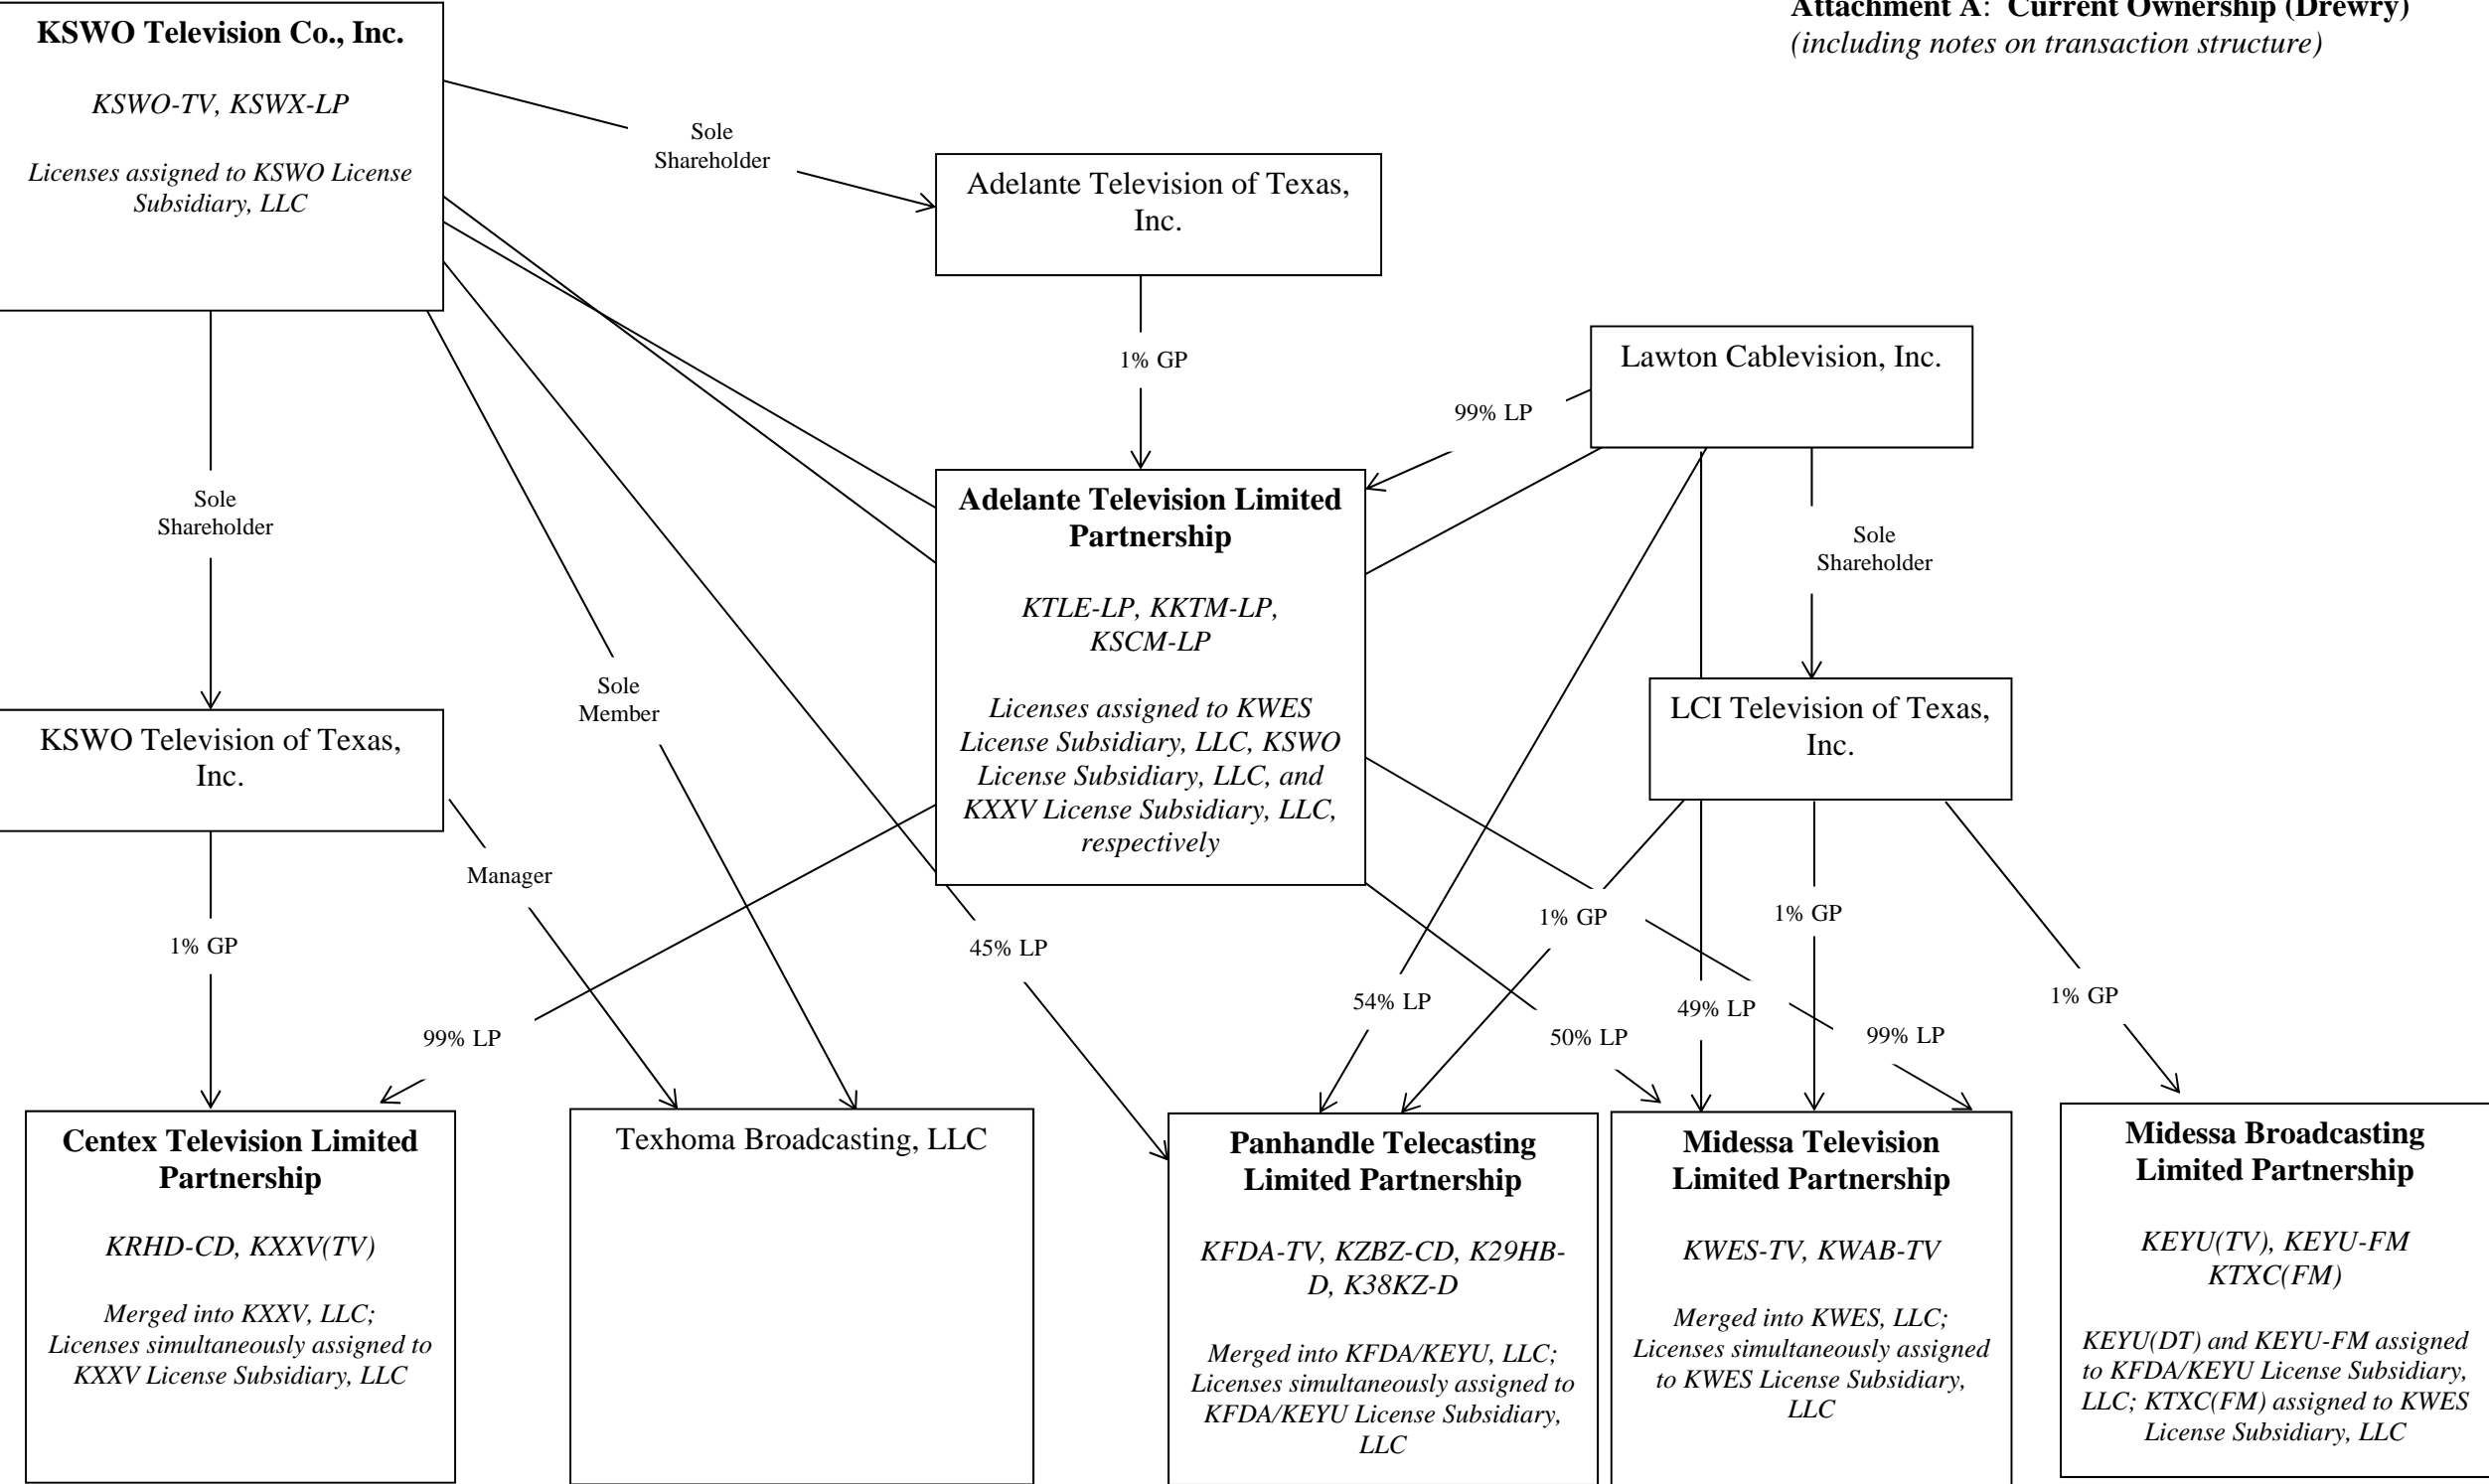 Attachment A: Current Ownership (Drewry)
(including notes on transaction structure)
KSWO Television Co., Inc.
KSWO-TV, KSWX-LP
Licenses assigned to KSWO License
Subsidiary, LLC
Sole
Shareholder
Adelante Television of Texas,
Inc.
1% GP
Lawton Cablevision, Inc.
99% LP
Adelante Television Limited
Partnership
KTLE-LP, KKTM-LP,
KSCM-LP
Licenses assigned to KWES
License Subsidiary, LLC, KSWO
License Subsidiary, LLC, and
KXXV License Subsidiary, LLC,
respectively
Sole
Shareholder
Sole
Shareholder
Sole
Member
KSWO Television of Texas,
Inc.
LCI Television of Texas,
Inc.
Manager
1% GP
45% LP
1% GP
1% GP
54% LP
49% LP
1% GP
99% LP
50% LP
99% LP
Centex Television Limited
Partnership
KRHD-CD, KXXV(TV)
Merged into KXXV, LLC;
Licenses simultaneously assigned to
KXXV License Subsidiary, LLC
Texhoma Broadcasting, LLC
Panhandle Telecasting
Limited Partnership
KFDA-TV, KZBZ-CD, K29HB-
D, K38KZ-D
Merged into KFDA/KEYU, LLC;
Licenses simultaneously assigned to
KFDA/KEYU License Subsidiary,
LLC
Midessa Television
Limited Partnership
KWES-TV, KWAB-TV
Merged into KWES, LLC;
Licenses simultaneously assigned
to KWES License Subsidiary,
LLC
Midessa Broadcasting
Limited Partnership
KEYU(TV), KEYU-FM
KTXC(FM)
KEYU(DT) and KEYU-FM assigned
to KFDA/KEYU License Subsidiary,
LLC; KTXC(FM) assigned to KWES
License Subsidiary, LLC